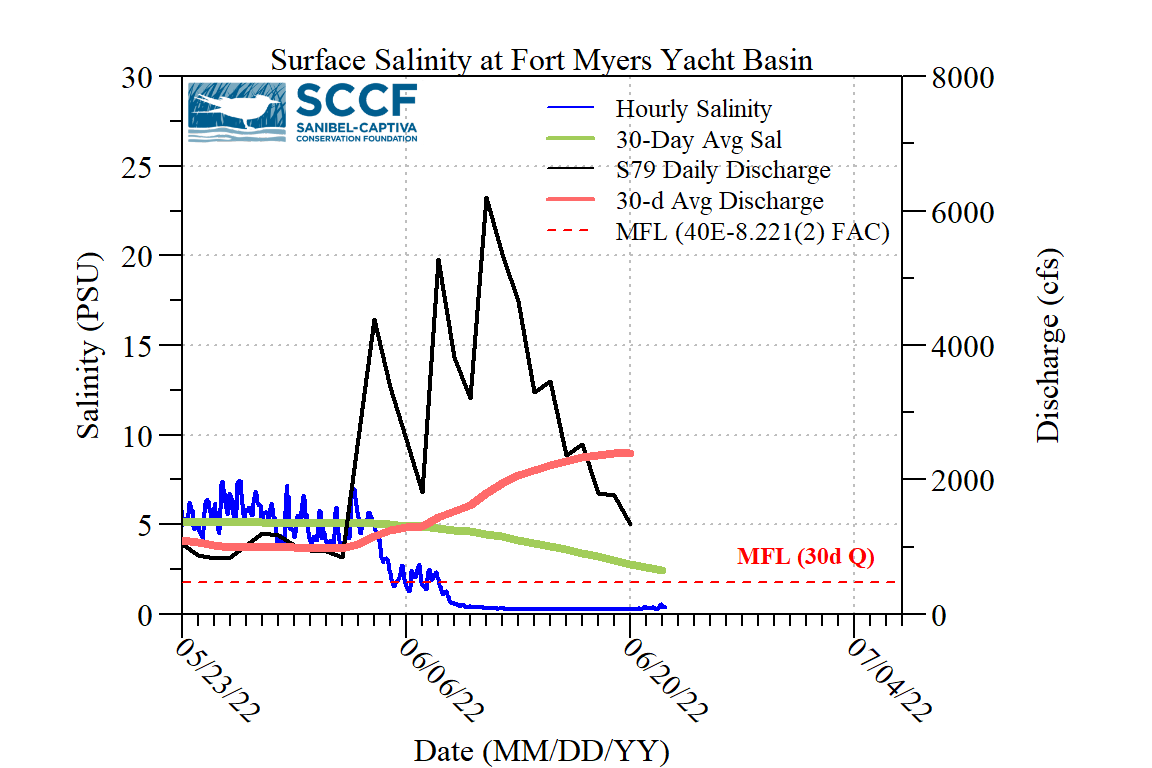 Surface Salinity at Fort Myers Yacht Basin
SCCF
SANIBEL-CAPTIVA
CONSERVATION FOUNDATION
Hourly Salinity
30-Day Avg Sal
S79 Daily Discharge
30-d Avg Discharge
MFL (40E-8.221(2) FAC)
30
25
20
15
10
5
0
Salinity (PSU)
8000
6000
4000
2000
0
Discharge (cfs)
MFL (30d Q)
05/23/22
06/06/22
06/20/22
07/04/22
Date (MM/DD/YY)